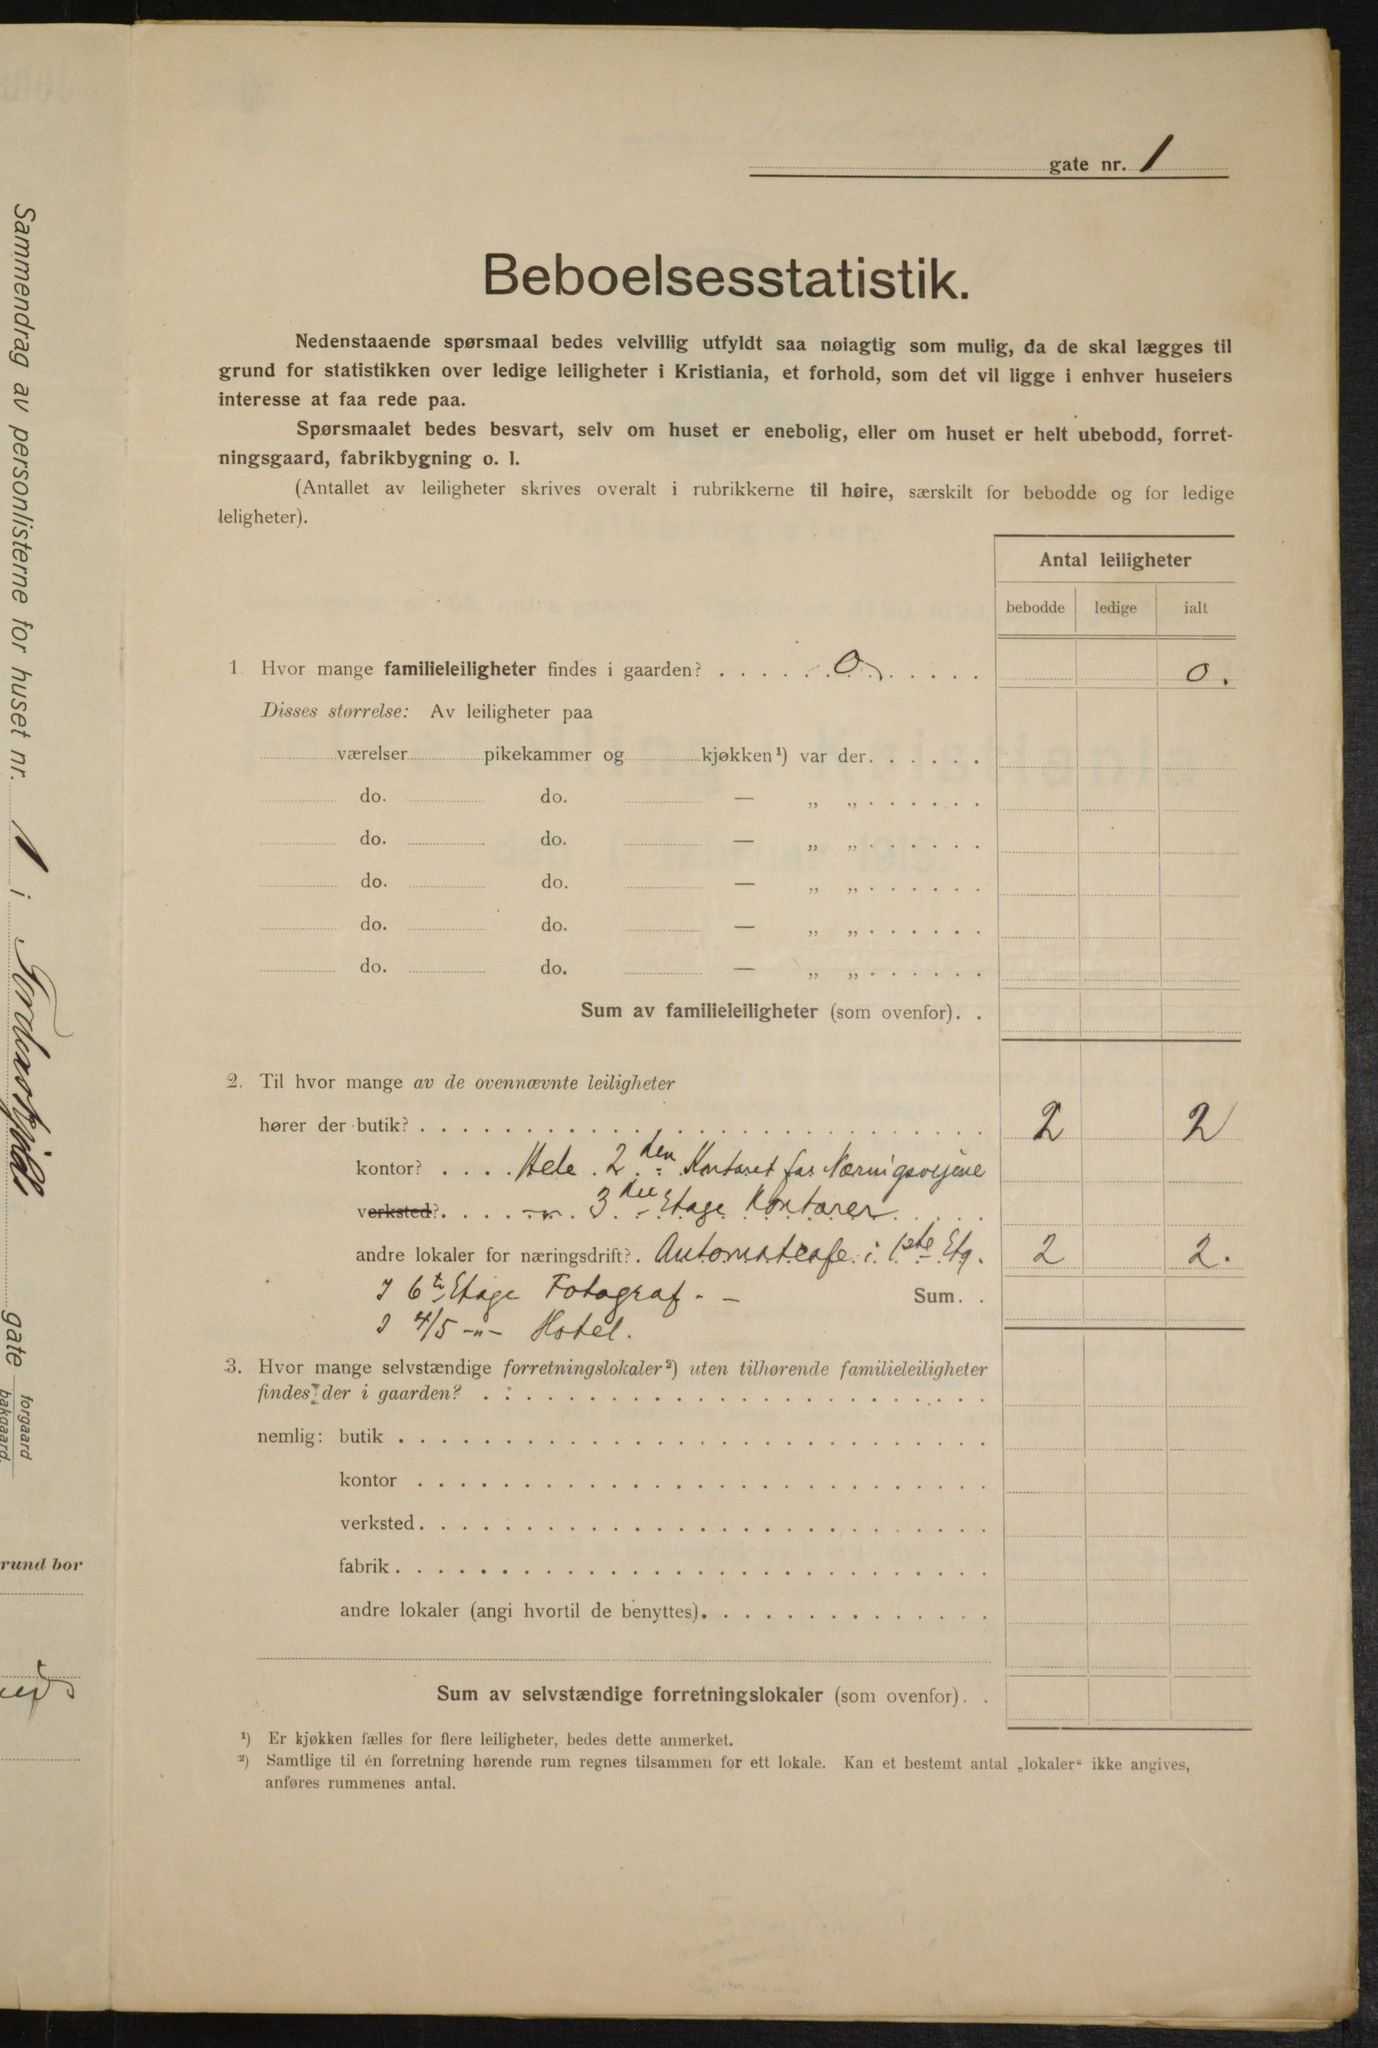 gate nr. 1
Beboelsesstatistik.
Nedenstaaende spørsmaal bedes velvillig utfyldt saa nøiagtig som mulig, da de skal lægges til
grund for statistikken over ledige leiligheter i Kristiania, et forhold, som det vil ligge i enhver huseiers
interesse at faa rede paa.
Spørsmaalet bedes besvart, selv om huset er enebolig, eller om huset er helt ubebodd, forret-
ningsgaard, fabrikbygning o. l.
(Antallet av leiligheter skrives overalt i rubrikkerne til høire, særskilt for bebodde og for ledige
leligheter).
Antal leiligheter
bebodde ledige ialt
1. Hvor mange familieleiligheter findes i gaarden? . . . . . . 0 . . . . . 0.
Disses størrelse: Av leiligheter paa
værelser pikekammer og kjøkken¹) var der. . . . . .
do. do. — „ „ . . . . . .
do. do. — „ „ . . . . . .
do. do. — „ „ . . . . . .
do. do. — „ „ . . . . . .
do. do. — „ „ . . . . . .
Sum av familieleiligheter (som ovenfor). .
2. Til hvor mange av de ovennævnte leiligheter
hører der butik? . . . . . 2 2
kontor? . . . . Hele 2den Kontoret for Næringsvejene
verksted? . . . . -"- 3die Etage Kontorer
andre lokaler for næringsdrift?. Automatcafe i 1ste Etg. 2 2.
I 6te Etage Fotograf. - Sum. .
I 4/5 -"- Hotel.
3. Hvor mange selvstændige forretningslokaler²) uten tilhørende familieleiligheter
findes der i gaarden? . . . . .
nemlig: butik . . . . .
kontor . . . . .
verksted . . . . .
fabrik . . . . .
andre lokaler (angi hvortil de benyttes). . . . .
Sum av selvstændige forretningslokaler (som ovenfor). .
¹) Er kjøkken fælles for flere leiligheter, bedes dette anmerket.
²) Samtlige til én forretning hørende rum regnes tilsammen for ett lokale. Kan et bestemt antal „lokaler“ ikke angives,
anføres rummenes antal.
Sammendrag av personlisterne for huset nr. 1 i Tordenskjold gate forgaard
bakgaard.
rund bor